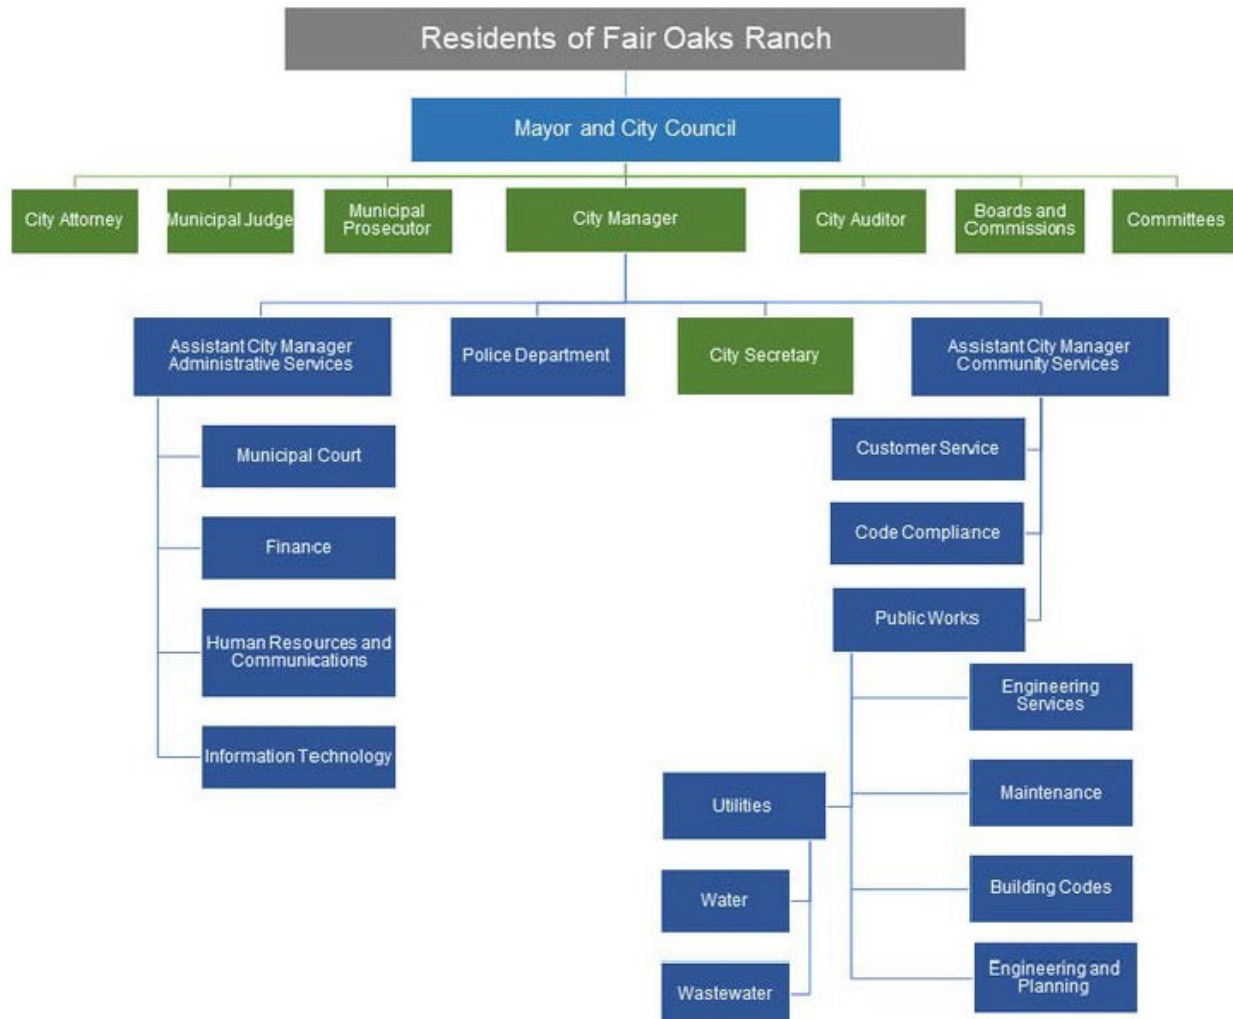 Residents of Fair Oaks Ranch
Mayor and City Council
City Attorney
Municipal Judge
Municipal
Prosecutor
City Manager
City Auditor
Boards and
Commissions
Committees
Assistant City Manager
Administrative Services
Police Department
City Secretary
Assistant City Manager
Community Services
Municipal Court
Finance
Human Resources and
Communications
Information Technology
Customer Service
Code Compliance
Public Works
Engineering
Services
Maintenance
Building Codes
Engineering and
Planning
Utilities
Water
Wastewater